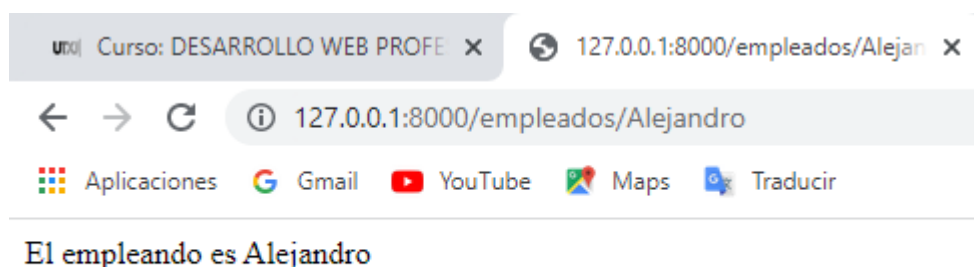 Curso: DESARROLLO WEB PROFE
127.0.0.1:8000/empleados/Alejan
127.0.0.1:8000/empleados/Alejandro
Aplicaciones Gmail YouTube Maps Traducir
El empleando es Alejandro